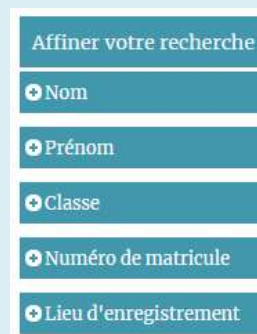 Affiner votre recherche
Nom
Prénom
Classe
Numéro de matricule
Lieu d'enregistrement